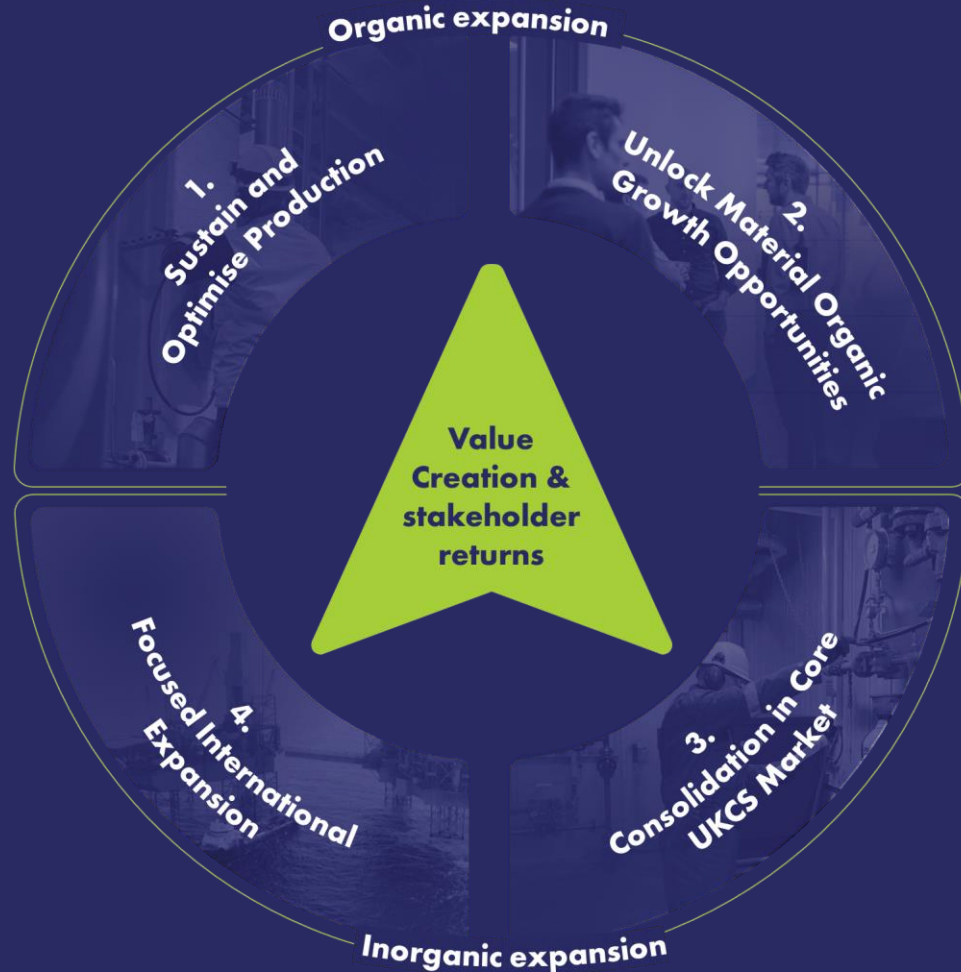 Organic expansion
1.
Sustain and
Optimise Production
2.
Unlock Material Organic
Growth Opportunities
Value
Creation &
stakeholder
returns
3.
Consolidation in Core
UKCS Market
4.
Focused International
Expansion
Inorganic expansion